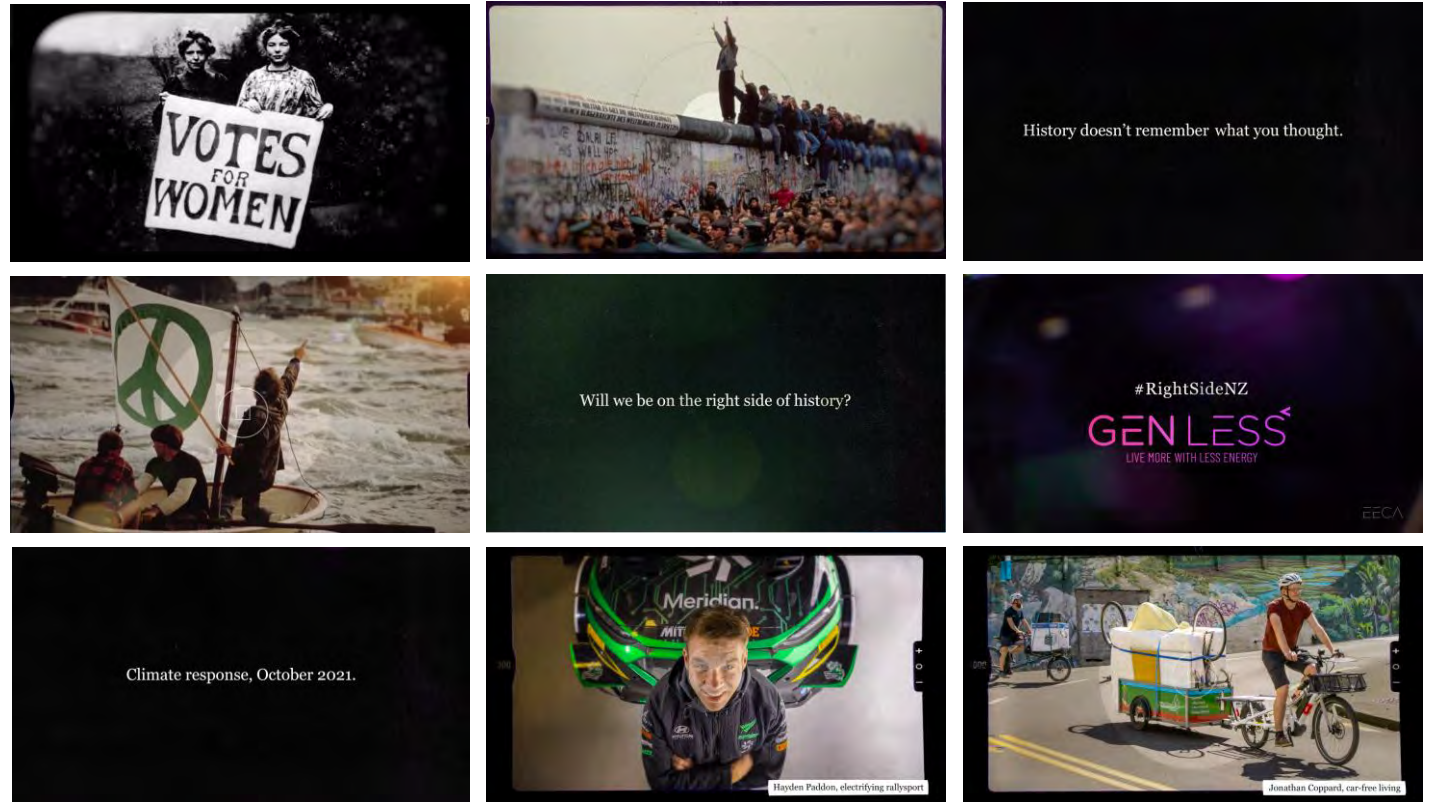 VOTES
FOR
WOMEN
History doesn't remember what you thought.
Will we be on the right side of history?
#RightSideNZ
GEN LESS
LIVE MORE WITH LESS ENERGY
EECA
Climate response, October 2021.
Meridian.
Hayden Paddon, electrifying rallysport
Jonathan Coppard, car-free living